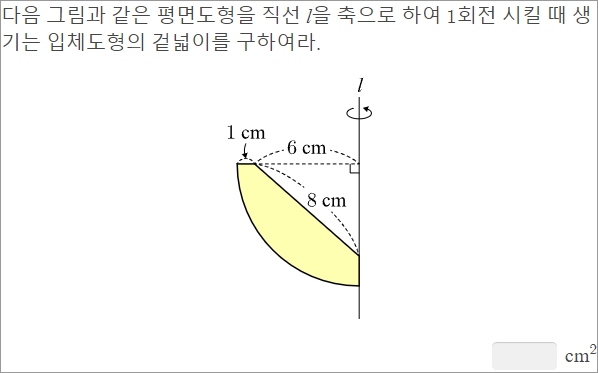 다음 그림과 같은 평면도형을 직선 l을 축으로 하여 1회전 시킬 때 생
기는 입체도형의 겉넓이를 구하여라.
l
1 cm
6 cm
8 cm
cm²